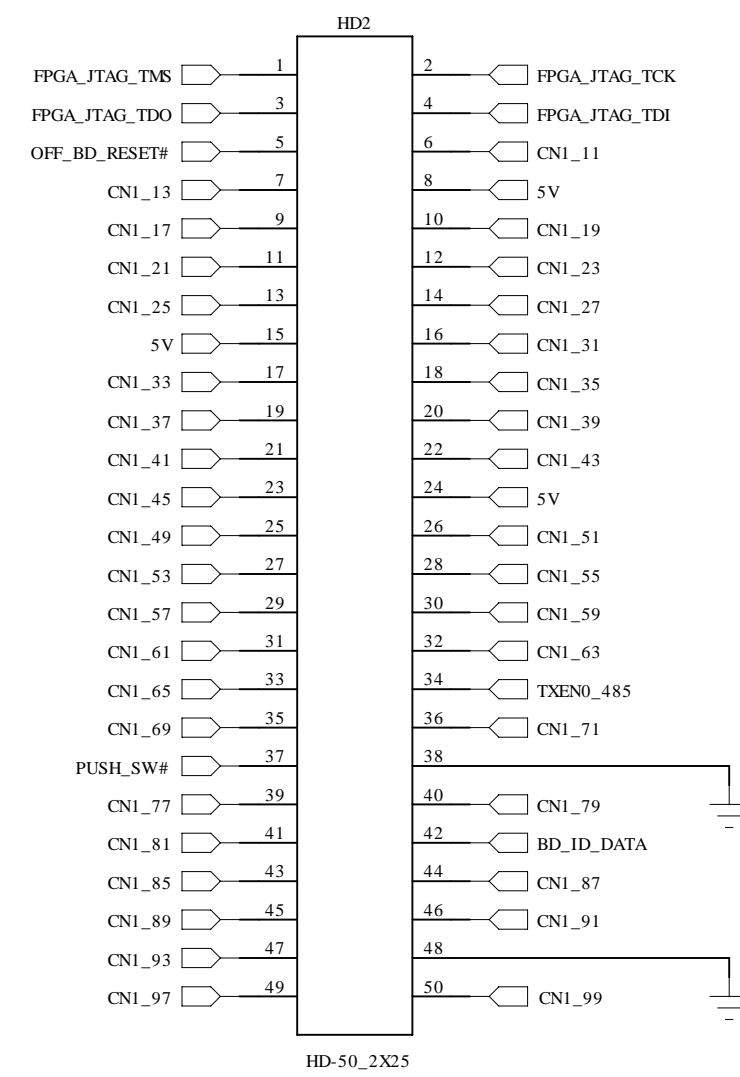 HD2
FPGA_JTAG_TMS 1 2 FPGA_JTAG_TCK
FPGA_JTAG_TDO 3 4 FPGA_JTAG_TDI
OFF_BD_RESET# 5 6 CN1_11
CN1_13 7 8 5V
CN1_17 9 10 CN1_19
CN1_21 11 12 CN1_23
CN1_25 13 14 CN1_27
5V 15 16 CN1_31
CN1_33 17 18 CN1_35
CN1_37 19 20 CN1_39
CN1_41 21 22 CN1_43
CN1_45 23 24 5V
CN1_49 25 26 CN1_51
CN1_53 27 28 CN1_55
CN1_57 29 30 CN1_59
CN1_61 31 32 CN1_63
CN1_65 33 34 TXEN0_485
CN1_69 35 36 CN1_71
PUSH_SW# 37 38
CN1_77 39 40 CN1_79
CN1_81 41 42 BD_ID_DATA
CN1_85 43 44 CN1_87
CN1_89 45 46 CN1_91
CN1_93 47 48
CN1_97 49 50 CN1_99
HD-50_2X25